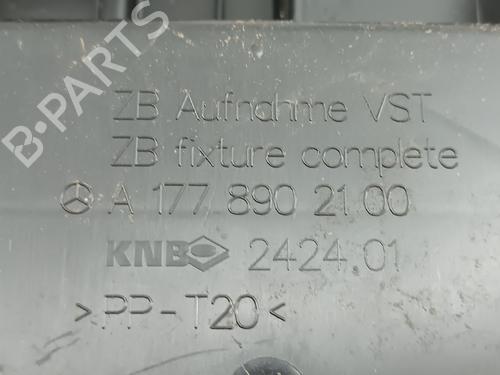 B-PARTS
ZB Aufnahme VST
ZB fixture complete
A 177 890 21 00
KNB 2424 01
>PP-T20<